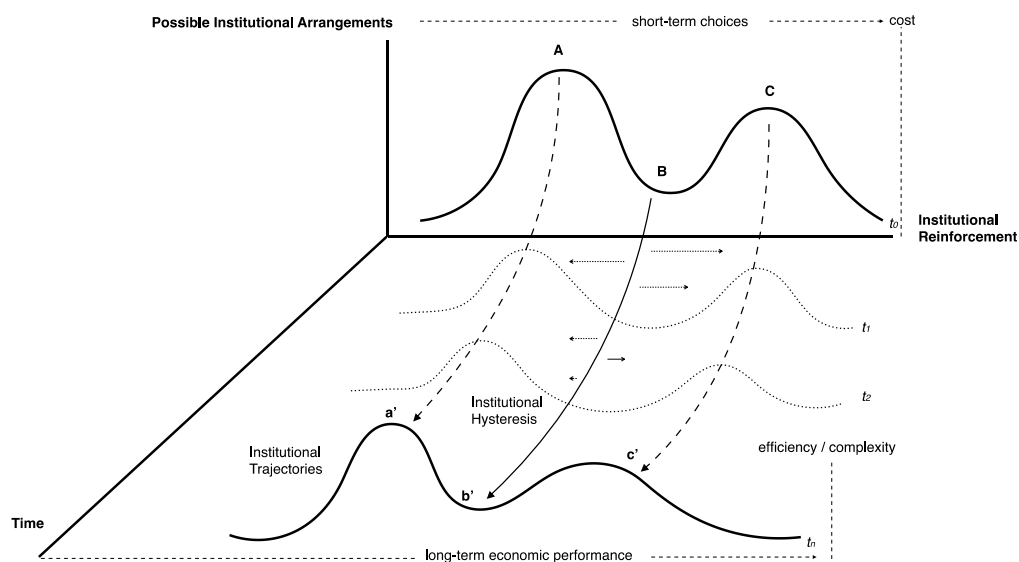 Possible Institutional Arrangements
short-term choices
cost
A
C
B
t0
Institutional
Reinforcement
t1
t2
Institutional
Hysteresis
a'
efficiency / complexity
Institutional
Trajectories
c'
b'
Time
tn
long-term economic performance